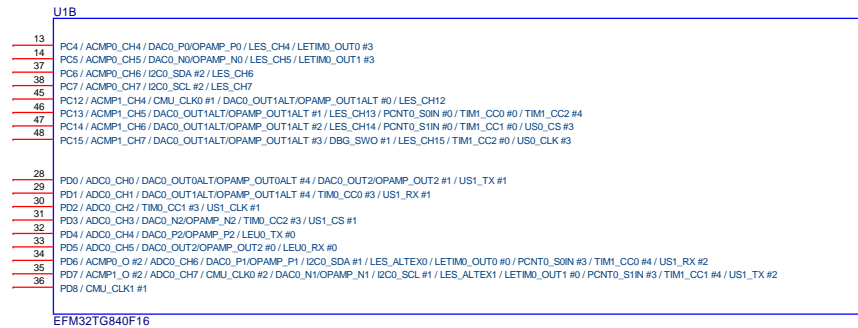 U1B
13 PC4 / ACMP0_CH4 / DAC0_P0/OPAMP_P0 / LES_CH4 / LETIM0_OUT0 #3
14 PC5 / ACMP0_CH5 / DAC0_N0/OPAMP_N0 / LES_CH5 / LETIM0_OUT1 #3
37 PC6 / ACMP0_CH6 / I2C0_SDA #2 / LES_CH6
38 PC7 / ACMP0_CH7 / I2C0_SCL #2 / LES_CH7
45 PC12 / ACMP1_CH4 / CMU_CLK0 #1 / DAC0_OUT1ALT/OPAMP_OUT1ALT #0 / LES_CH12
46 PC13 / ACMP1_CH5 / DAC0_OUT1ALT/OPAMP_OUT1ALT #1 / LES_CH13 / PCNT0_S0IN #0 / TIM1_CC0 #0 / TIM1_CC2 #4
47 PC14 / ACMP1_CH6 / DAC0_OUT1ALT/OPAMP_OUT1ALT #2 / LES_CH14 / PCNT0_S1IN #0 / TIM1_CC1 #0 / US0_CS #3
48 PC15 / ACMP1_CH7 / DAC0_OUT1ALT/OPAMP_OUT1ALT #3 / DBG_SWO #1 / LES_CH15 / TIM1_CC2 #0 / US0_CLK #3
28 PD0 / ADC0_CH0 / DAC0_OUT0ALT/OPAMP_OUT0ALT #4 / DAC0_OUT2/OPAMP_OUT2 #1 / US1_TX #1
29 PD1 / ADC0_CH1 / DAC0_OUT1ALT/OPAMP_OUT1ALT #4 / TIM0_CC0 #3 / US1_RX #1
30 PD2 / ADC0_CH2 / TIM0_CC1 #3 / US1_CLK #1
31 PD3 / ADC0_CH3 / DAC0_N2/OPAMP_N2 / TIM0_CC2 #3 / US1_CS #1
32 PD4 / ADC0_CH4 / DAC0_P2/OPAMP_P2 / LEU0_TX #0
33 PD5 / ADC0_CH5 / DAC0_OUT2/OPAMP_OUT2 #0 / LEU0_RX #0
34 PD6 / ACMP0_O #2 / ADC0_CH6 / DAC0_P1/OPAMP_P1 / I2C0_SDA #1 / LES_ALTEX0 / LETIM0_OUT0 #0 / PCNT0_S0IN #3 / TIM1_CC0 #4 / US1_RX #2
35 PD7 / ACMP1_O #2 / ADC0_CH7 / CMU_CLK0 #2 / DAC0_N1/OPAMP_N1 / I2C0_SCL #1 / LES_ALTEX1 / LETIM0_OUT1 #0 / PCNT0_S1IN #3 / TIM1_CC1 #4 / US1_TX #2
36 PD8 / CMU_CLK1 #1
EFM32TG840F16